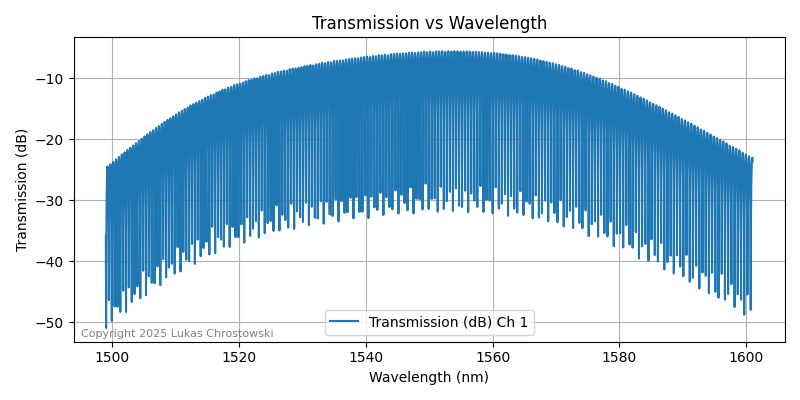 Transmission vs Wavelength
Transmission (dB)
−10
−20
−30
−40
−50
Copyright 2025 Lukas Chrostowski
Transmission (dB) Ch 1
1500
1520
1540
1560
1580
1600
Wavelength (nm)